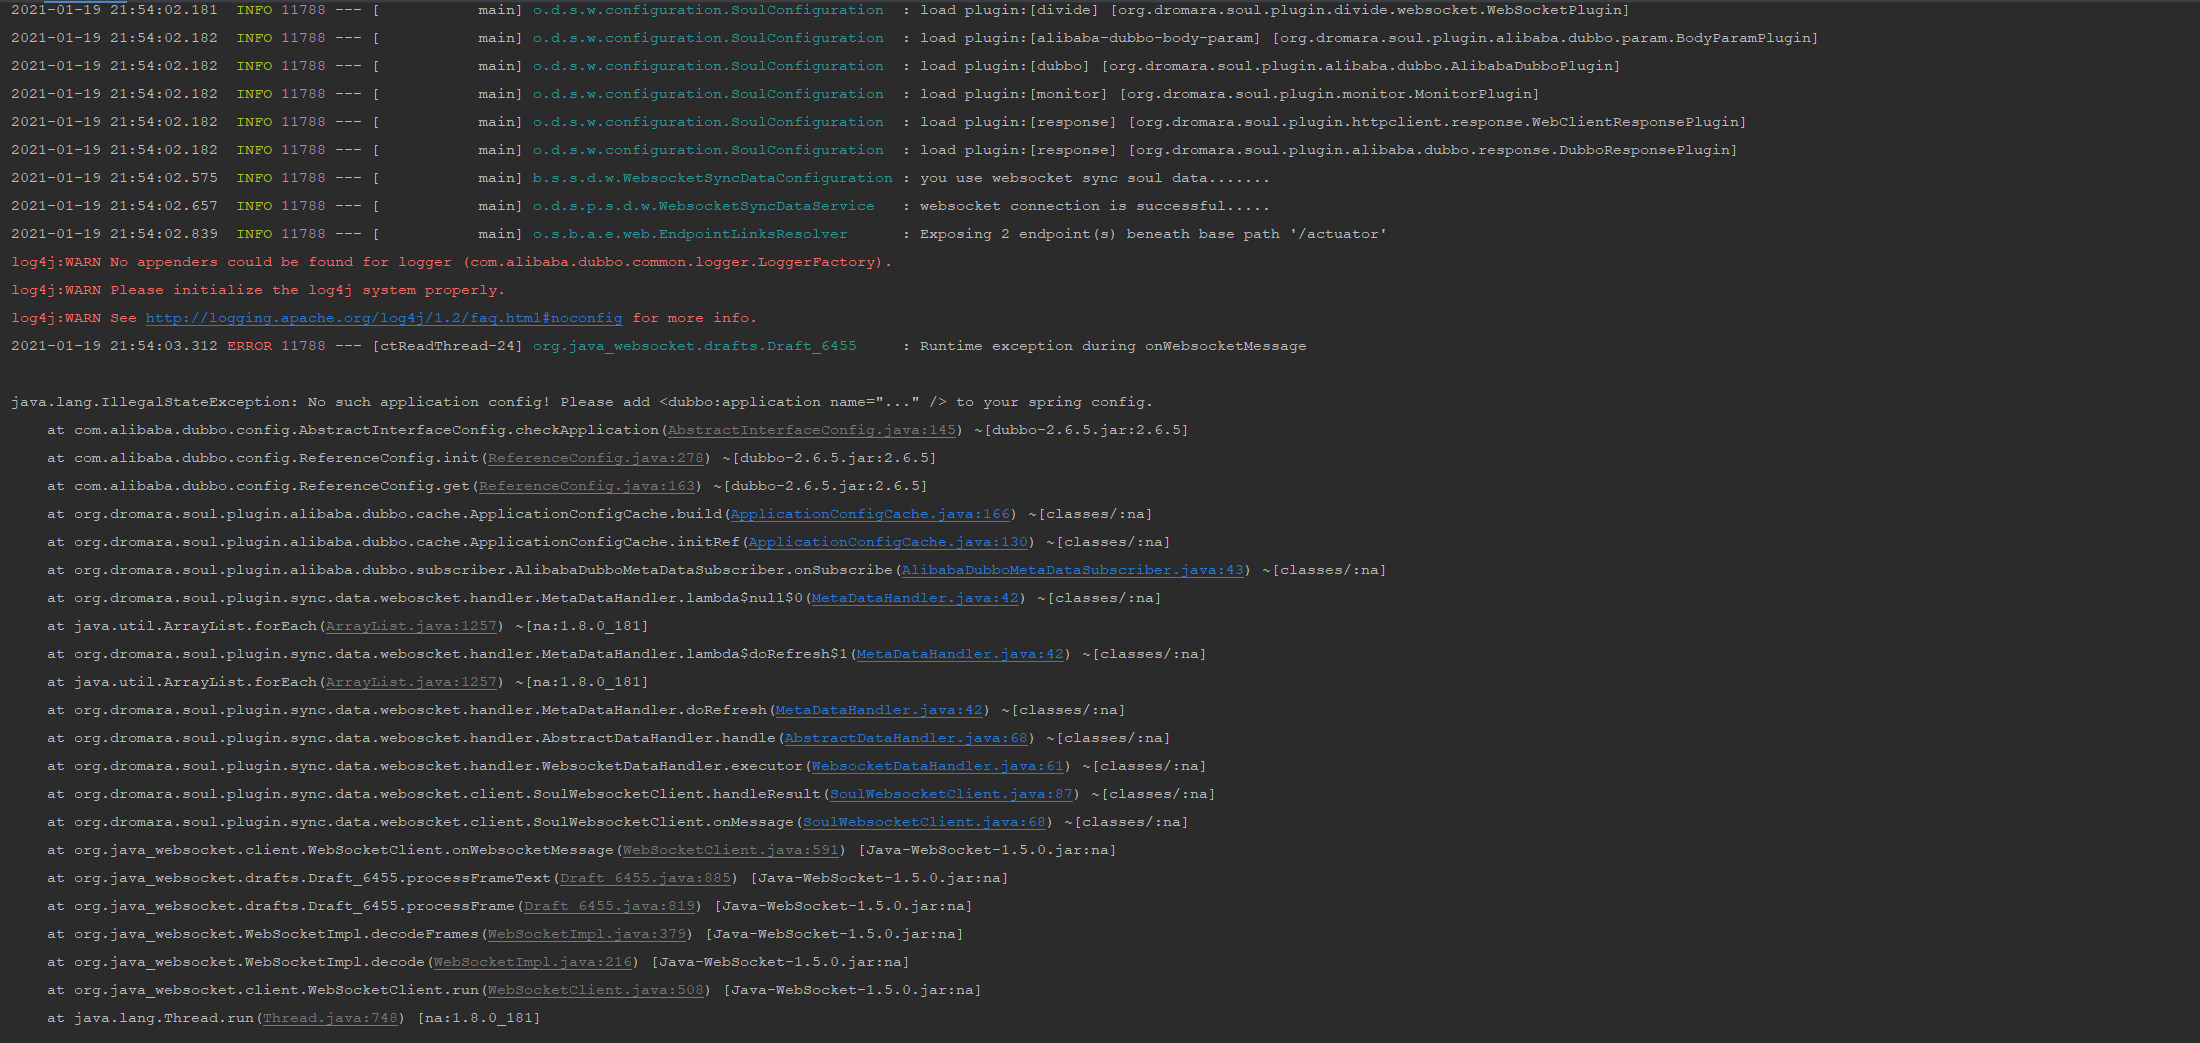 2021-01-19 21:54:02.181  INFO 11788 --- [           main] o.d.s.w.configuration.SoulConfiguration  : load plugin:[divide] [org.dromara.soul.plugin.divide.websocket.WebSocketPlugin]
2021-01-19 21:54:02.182  INFO 11788 --- [           main] o.d.s.w.configuration.SoulConfiguration  : load plugin:[alibaba-dubbo-body-param] [org.dromara.soul.plugin.alibaba.dubbo.param.BodyParamPlugin]
2021-01-19 21:54:02.182  INFO 11788 --- [           main] o.d.s.w.configuration.SoulConfiguration  : load plugin:[dubbo] [org.dromara.soul.plugin.alibaba.dubbo.AlibabaDubboPlugin]
2021-01-19 21:54:02.182  INFO 11788 --- [           main] o.d.s.w.configuration.SoulConfiguration  : load plugin:[monitor] [org.dromara.soul.plugin.monitor.MonitorPlugin]
2021-01-19 21:54:02.182  INFO 11788 --- [           main] o.d.s.w.configuration.SoulConfiguration  : load plugin:[response] [org.dromara.soul.plugin.httpclient.response.WebClientResponsePlugin]
2021-01-19 21:54:02.182  INFO 11788 --- [           main] o.d.s.w.configuration.SoulConfiguration  : load plugin:[response] [org.dromara.soul.plugin.alibaba.dubbo.response.DubboResponsePlugin]
2021-01-19 21:54:02.575  INFO 11788 --- [           main] b.s.s.d.w.WebsocketSyncDataConfiguration : you use websocket sync soul data.......
2021-01-19 21:54:02.657  INFO 11788 --- [           main] o.d.s.p.s.d.w.WebsocketSyncDataService   : websocket connection is successful.....
2021-01-19 21:54:02.839  INFO 11788 --- [           main] o.s.b.a.e.web.EndpointLinksResolver      : Exposing 2 endpoint(s) beneath base path '/actuator'
log4j:WARN No appenders could be found for logger (com.alibaba.dubbo.common.logger.LoggerFactory).
log4j:WARN Please initialize the log4j system properly.
log4j:WARN See http://logging.apache.org/log4j/1.2/faq.html#noconfig for more info.
2021-01-19 21:54:03.312 ERROR 11788 --- [ctReadThread-24] org.java_websocket.drafts.Draft_6455     : Runtime exception during onWebsocketMessage
java.lang.IllegalStateException: No such application config! Please add <dubbo:application name="..." /> to your spring config.
    at com.alibaba.dubbo.config.AbstractInterfaceConfig.checkApplication(AbstractInterfaceConfig.java:145) ~[dubbo-2.6.5.jar:2.6.5]
    at com.alibaba.dubbo.config.ReferenceConfig.init(ReferenceConfig.java:278) ~[dubbo-2.6.5.jar:2.6.5]
    at com.alibaba.dubbo.config.ReferenceConfig.get(ReferenceConfig.java:163) ~[dubbo-2.6.5.jar:2.6.5]
    at org.dromara.soul.plugin.alibaba.dubbo.cache.ApplicationConfigCache.build(ApplicationConfigCache.java:166) ~[classes/:na]
    at org.dromara.soul.plugin.alibaba.dubbo.cache.ApplicationConfigCache.initRef(ApplicationConfigCache.java:130) ~[classes/:na]
    at org.dromara.soul.plugin.alibaba.dubbo.subscriber.AlibabaDubboMetaDataSubscriber.onSubscribe(AlibabaDubboMetaDataSubscriber.java:43) ~[classes/:na]
    at org.dromara.soul.plugin.sync.data.weboscket.handler.MetaDataHandler.lambda$null$0(MetaDataHandler.java:42) ~[classes/:na]
    at java.util.ArrayList.forEach(ArrayList.java:1257) ~[na:1.8.0_181]
    at org.dromara.soul.plugin.sync.data.weboscket.handler.MetaDataHandler.lambda$doRefresh$1(MetaDataHandler.java:42) ~[classes/:na]
    at java.util.ArrayList.forEach(ArrayList.java:1257) ~[na:1.8.0_181]
    at org.dromara.soul.plugin.sync.data.weboscket.handler.MetaDataHandler.doRefresh(MetaDataHandler.java:42) ~[classes/:na]
    at org.dromara.soul.plugin.sync.data.weboscket.handler.AbstractDataHandler.handle(AbstractDataHandler.java:68) ~[classes/:na]
    at org.dromara.soul.plugin.sync.data.weboscket.handler.WebsocketDataHandler.executor(WebsocketDataHandler.java:61) ~[classes/:na]
    at org.dromara.soul.plugin.sync.data.weboscket.client.SoulWebsocketClient.handleResult(SoulWebsocketClient.java:87) ~[classes/:na]
    at org.dromara.soul.plugin.sync.data.weboscket.client.SoulWebsocketClient.onMessage(SoulWebsocketClient.java:68) ~[classes/:na]
    at org.java_websocket.client.WebSocketClient.onWebsocketMessage(WebSocketClient.java:591) [Java-WebSocket-1.5.0.jar:na]
    at org.java_websocket.drafts.Draft_6455.processFrameText(Draft_6455.java:885) [Java-WebSocket-1.5.0.jar:na]
    at org.java_websocket.drafts.Draft_6455.processFrame(Draft_6455.java:819) [Java-WebSocket-1.5.0.jar:na]
    at org.java_websocket.WebSocketImpl.decodeFrames(WebSocketImpl.java:379) [Java-WebSocket-1.5.0.jar:na]
    at org.java_websocket.WebSocketImpl.decode(WebSocketImpl.java:216) [Java-WebSocket-1.5.0.jar:na]
    at org.java_websocket.client.WebSocketClient.run(WebSocketClient.java:508) [Java-WebSocket-1.5.0.jar:na]
    at java.lang.Thread.run(Thread.java:748) [na:1.8.0_181]